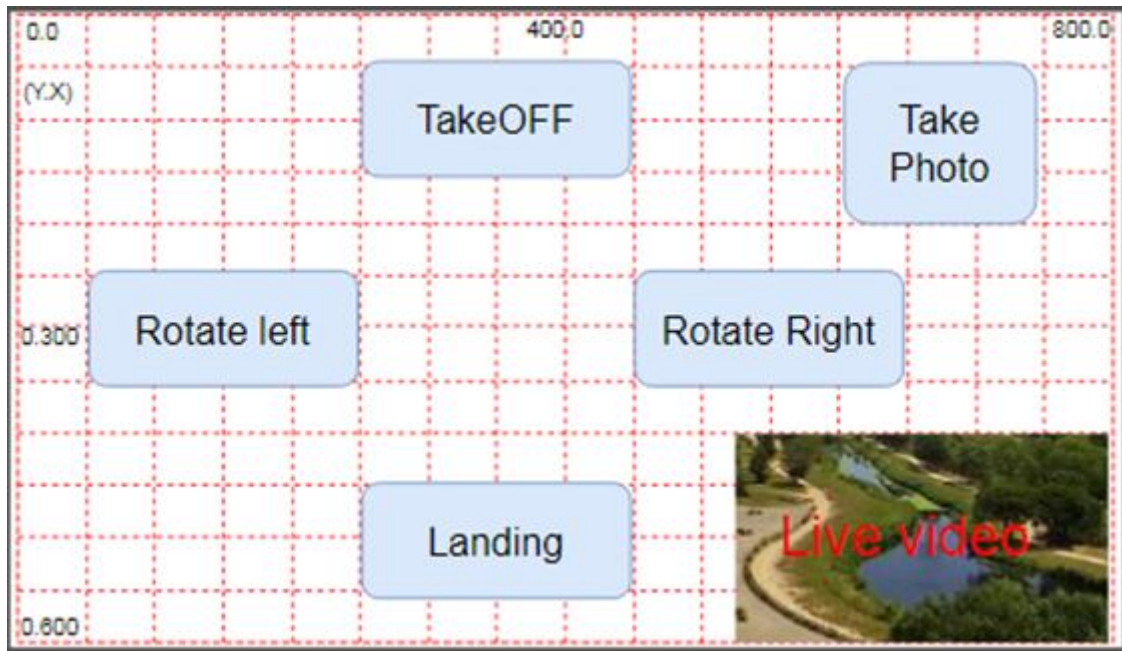 0.0
400.0
800.0
(Y.X)
TakeOFF
Take
Photo
Rotate left
0.300
Rotate Right
Landing
Live video
0.600